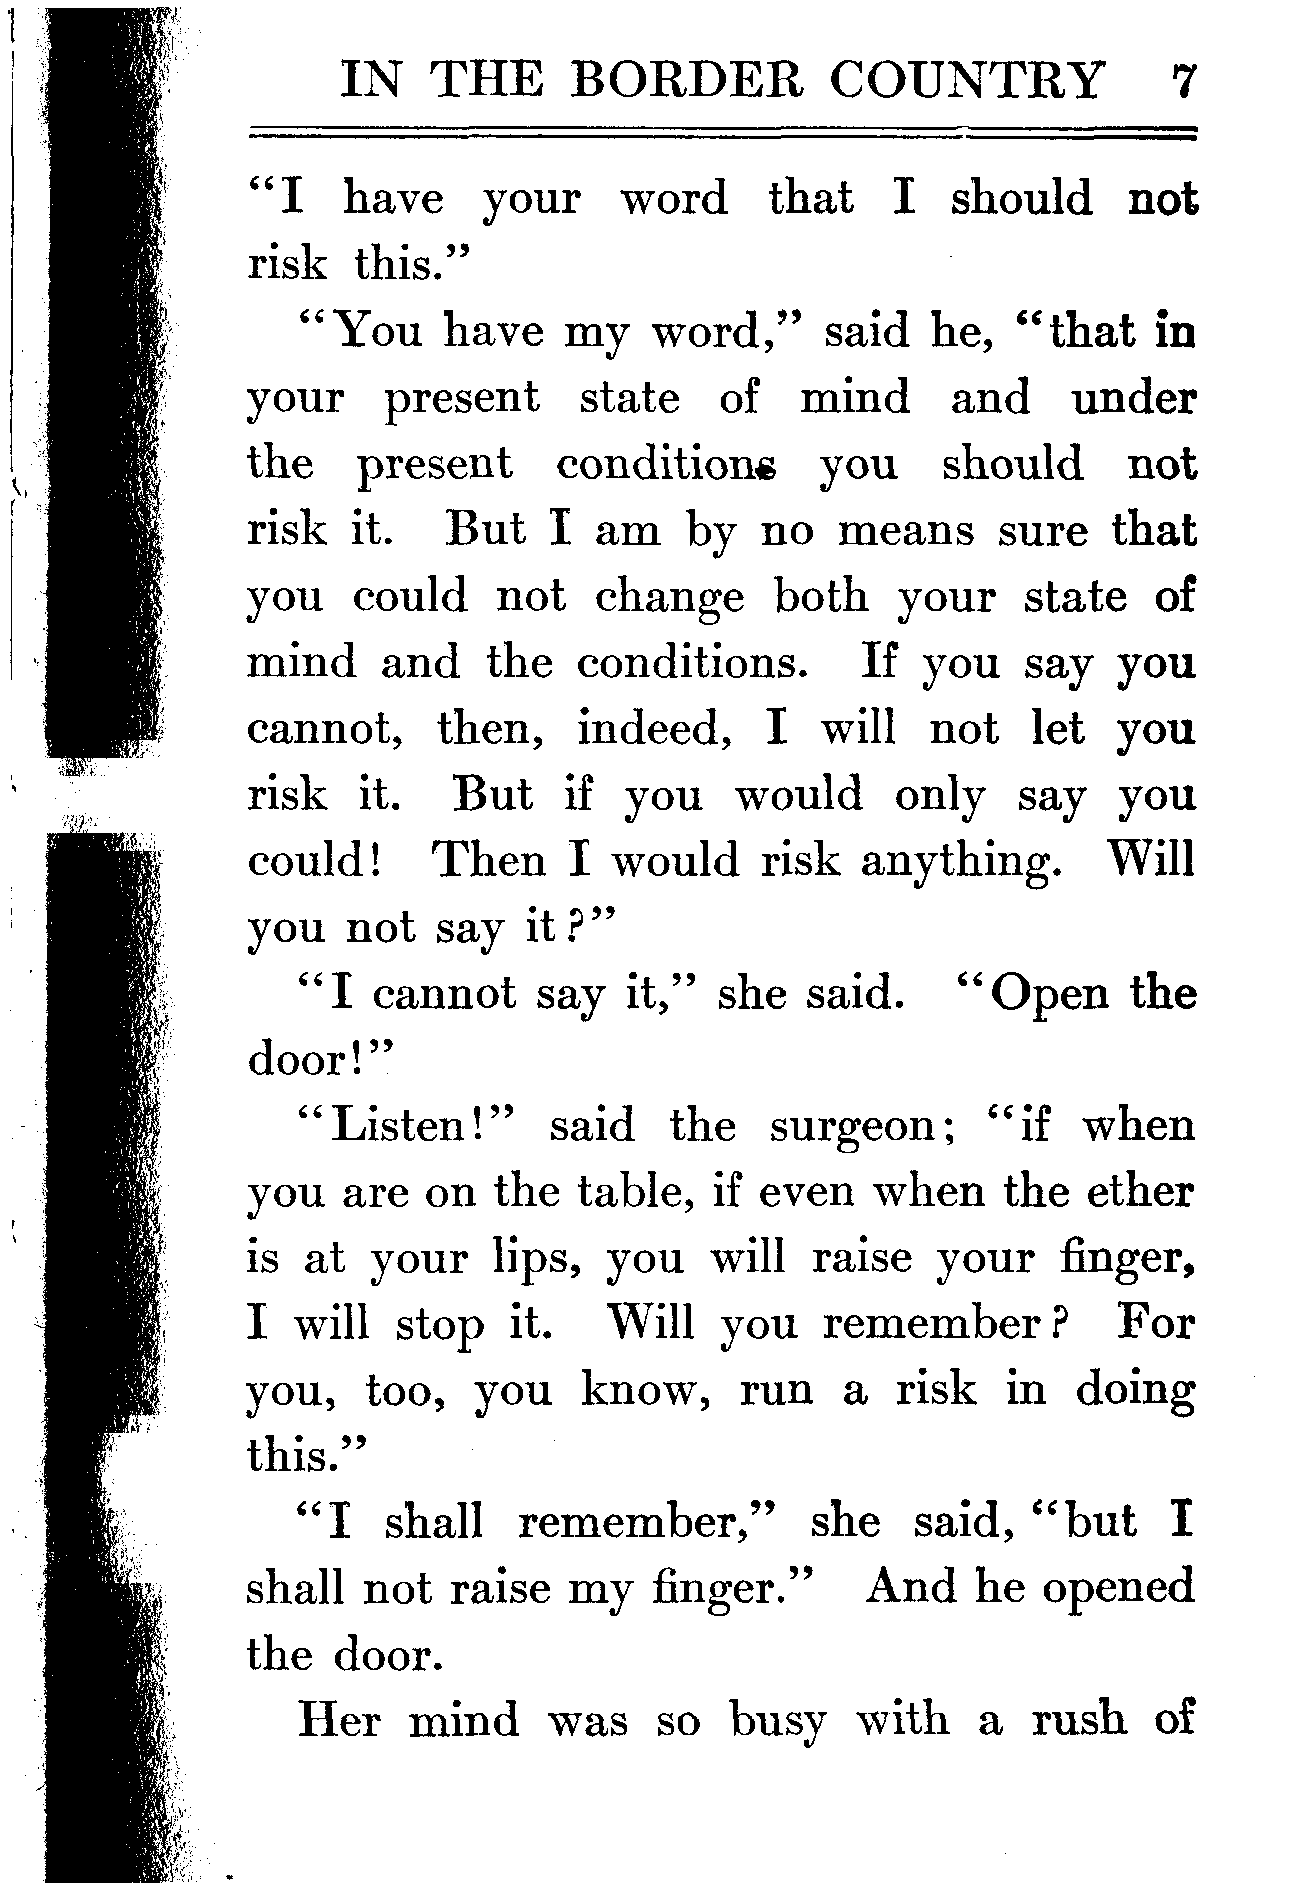 IN THE BORDER COUNTRY 7
“I have your word that I should not
risk this.”
“You have my word,” said he, “that in
your present state of mind and under
the present conditions you should not
risk it. But I am by no means sure that
you could not change both your state of
mind and the conditions. If you say you
cannot, then, indeed, I will not let you
risk it. But if you would only say you
could! Then I would risk anything. Will
you not say it?”
“I cannot say it,” she said. “Open the
door!”
“Listen!” said the surgeon; “if when
you are on the table, if even when the ether
is at your lips, you will raise your finger,
I will stop it. Will you remember? For
you, too, you know, run a risk in doing
this.”
“I shall remember,” she said, “but I
shall not raise my finger.” And he opened
the door.
Her mind was so busy with a rush of